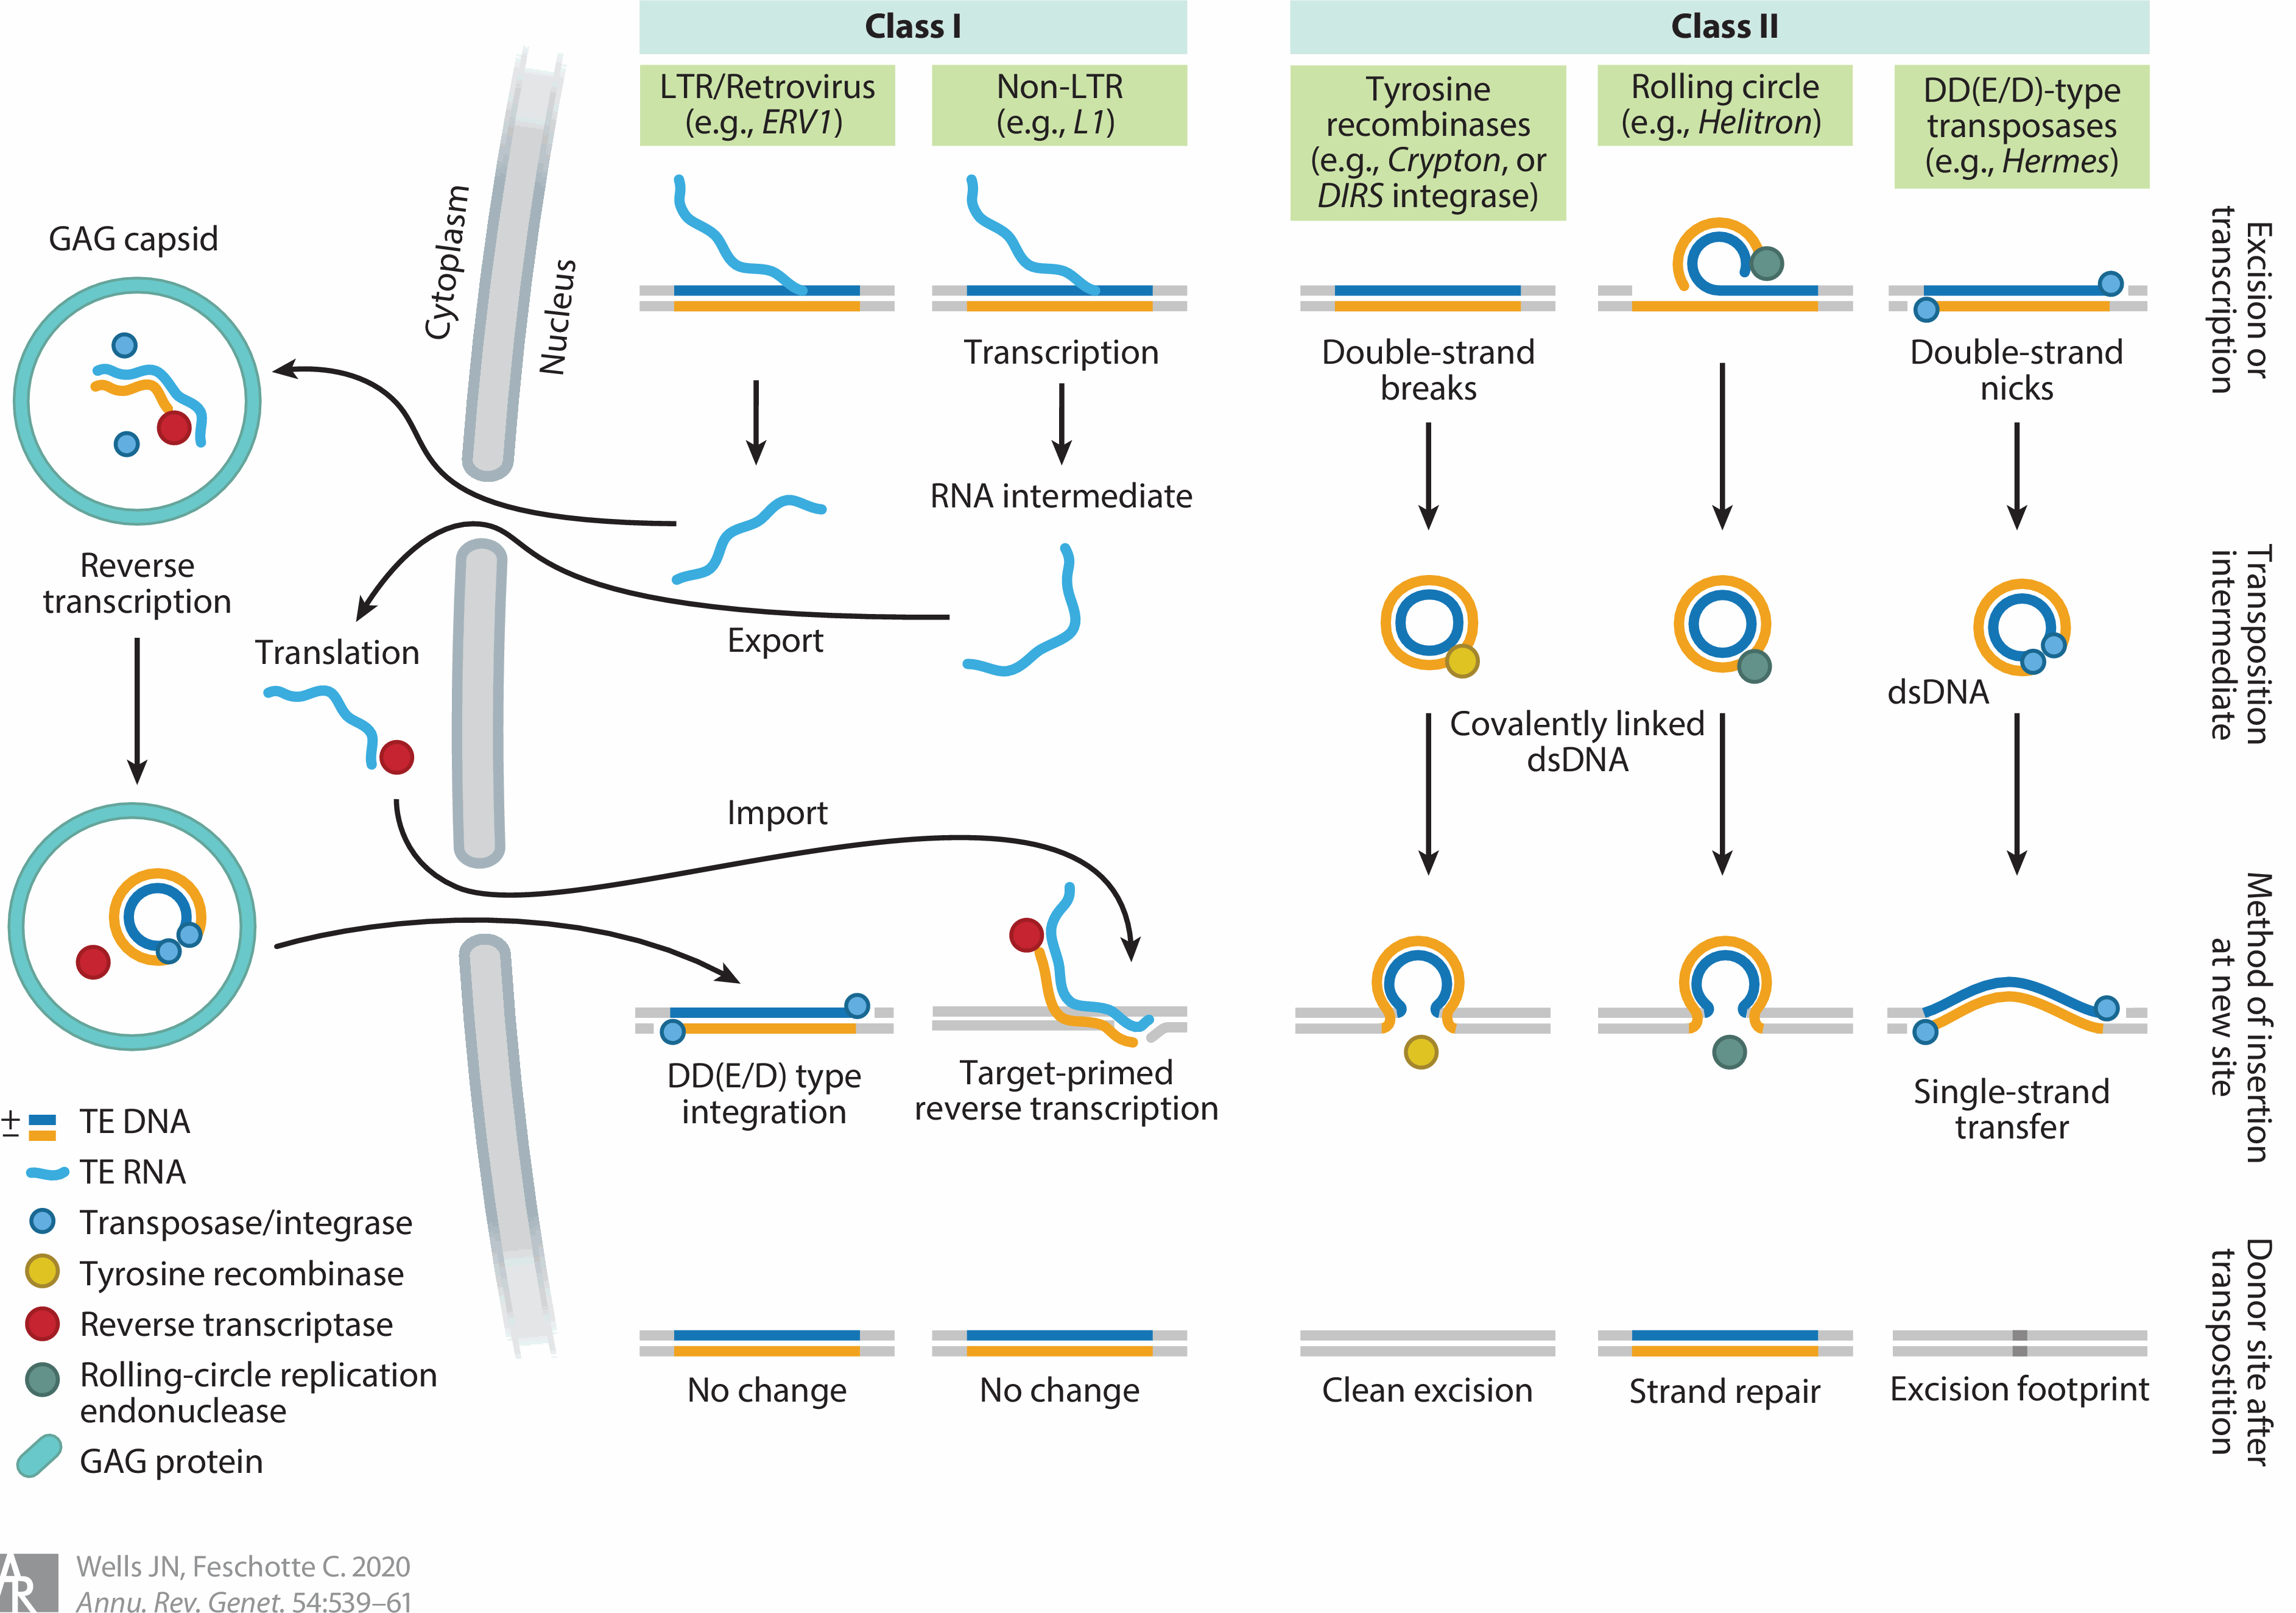 Class I
Class II
LTR/Retrovirus
(e.g., ERV1)
Non-LTR
(e.g., L1)
Tyrosine
recombinases
(e.g., Crypton, or
DIRS integrase)
Rolling circle
(e.g., Helitron)
DD(E/D)-type
transposases
(e.g., Hermes)
Excision or
transcription
Cytoplasm
Nucleus
GAG capsid
Transcription
Double-strand
breaks
Double-strand
nicks
RNA intermediate
Reverse
transcription
Translation
Export
Transposition
intermediate
dsDNA
Covalently linked
dsDNA
Import
Method of insertion
at new site
DD(E/D) type
integration
Target-primed
reverse transcription
Single-strand
transfer
± TE DNA
TE RNA
Transposase/integrase
Tyrosine recombinase
Reverse transcriptase
Rolling-circle replication
endonuclease
GAG protein
No change
No change
Clean excision
Strand repair
Excision footprint
Donor site after
transpostition
AR
Wells JN, Feschotte C. 2020
Annu. Rev. Genet. 54:539–61